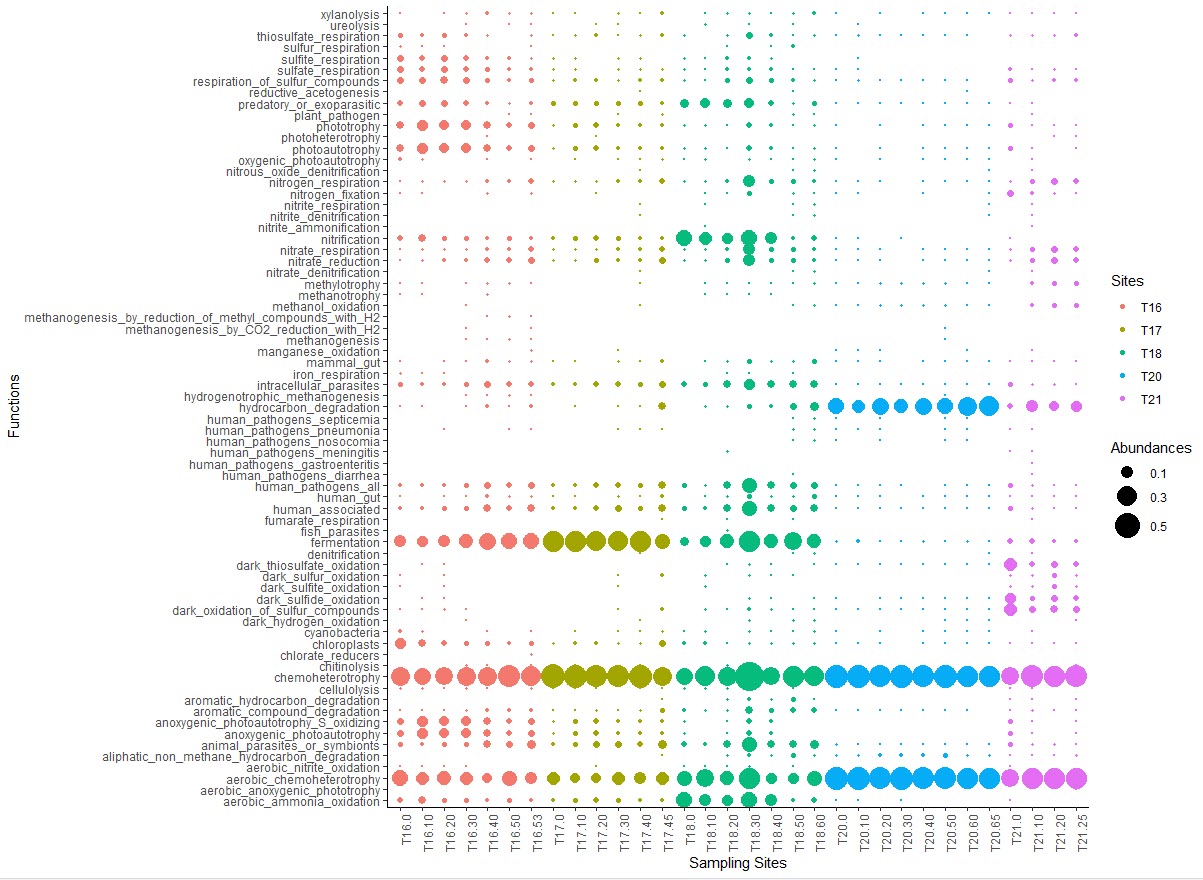 xylanolysis
ureolysis
thiosulfate_respiration
sulfur_respiration
sulfite_respiration
sulfate_respiration
respiration_of_sulfur_compounds
reductive_acetogenesis
predatory_or_exoparasitic
plant_pathogen
phototrophy
photoheterotrophy
photoautotrophy
oxygenic_photoautotrophy
nitrous_oxide_denitrification
nitrogen_respiration
nitrogen_fixation
nitrite_respiration
nitrite_denitrification
nitrite_ammonification
nitrification
nitrate_respiration
nitrate_reduction
nitrate_denitrification
methylotrophy
methanotrophy
methanol_oxidation
methanogenesis_by_reduction_of_methyl_compounds_with_H2
methanogenesis_by_CO2_reduction_with_H2
methanogenesis
manganese_oxidation
mammal_gut
iron_respiration
intracellular_parasites
hydrogenotrophic_methanogenesis
hydrocarbon_degradation
human_pathogens_septicemia
human_pathogens_pneumonia
human_pathogens_nosocomia
human_pathogens_meningitis
human_pathogens_gastroenteritis
human_pathogens_diarrhea
human_pathogens_all
human_gut
human_associated
fumarate_respiration
fish_parasites
fermentation
denitrification
dark_thiosulfate_oxidation
dark_sulfur_oxidation
dark_sulfite_oxidation
dark_sulfide_oxidation
dark_oxidation_of_sulfur_compounds
dark_hydrogen_oxidation
cyanobacteria
chloroplasts
chlorate_reducers
chitinolysis
chemoheterotrophy
cellulolysis
aromatic_hydrocarbon_degradation
aromatic_compound_degradation
anoxygenic_photoautotrophy_S_oxidizing
anoxygenic_photoautotrophy
animal_parasites_or_symbionts
aliphatic_non_methane_hydrocarbon_degradation
aerobic_nitrite_oxidation
aerobic_chemoheterotrophy
aerobic_anoxygenic_phototrophy
aerobic_ammonia_oxidation
Functions
T16.0
T16.10
T16.20
T16.30
T16.40
T16.50
T16.53
T17.0
T17.10
T17.20
T17.30
T17.40
T17.45
T18.0
T18.10
T18.20
T18.30
T18.40
T18.50
T18.60
T20.0
T20.10
T20.20
T20.30
T20.40
T20.50
T20.60
T20.65
T21.0
T21.10
T21.20
T21.25
Sampling Sites
Sites
T16
T17
T18
T20
T21
Abundances
0.1
0.3
0.5